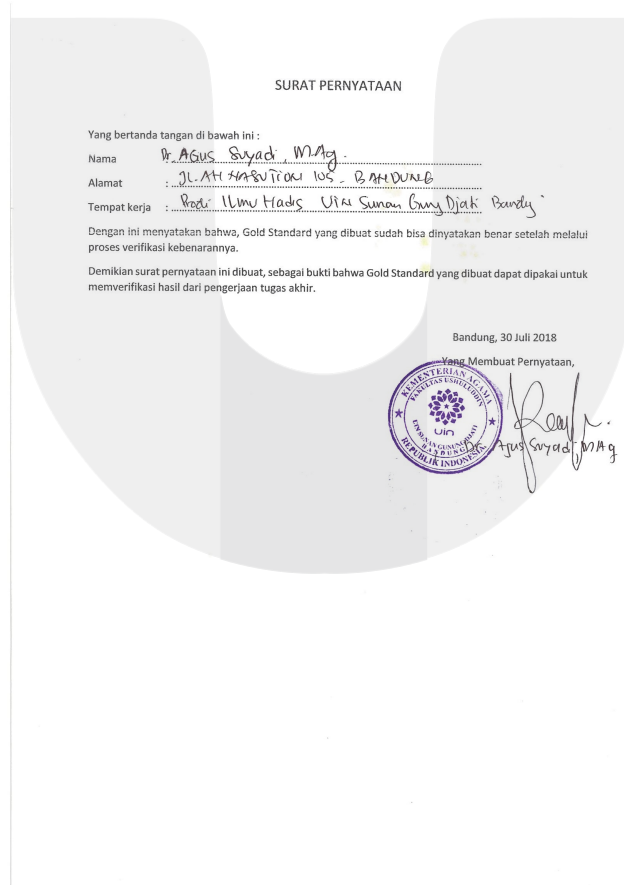 SURAT PERNYATAAN
Yang bertanda tangan di bawah ini :
Nama Dr. AGUS Suyadi, M.Ag.
Alamat : JL. AH NASUTION 105 - BANDUNG
Tempat kerja : Prodi Ilmu Hadis UIN Sunan Gung Djati Bandg
Dengan ini menyatakan bahwa, Gold Standard yang dibuat sudah bisa dinyatakan benar setelah melalui
proses verifikasi kebenarannya.
Demikian surat pernyataan ini dibuat, sebagai bukti bahwa Gold Standard yang dibuat dapat dipakai untuk
memverifikasi hasil dari pengerjaan tugas akhir.
Bandung, 30 Juli 2018
Yang Membuat Pernyataan,
KEMENTERIAN AGAMA
FAKULTAS USHULUDDIN
uin
UIN SUNAN GUNUNG DJATI
BANDUNG
REPUBLIK INDONESIA
Dr. Agus Suyadi, M.Ag